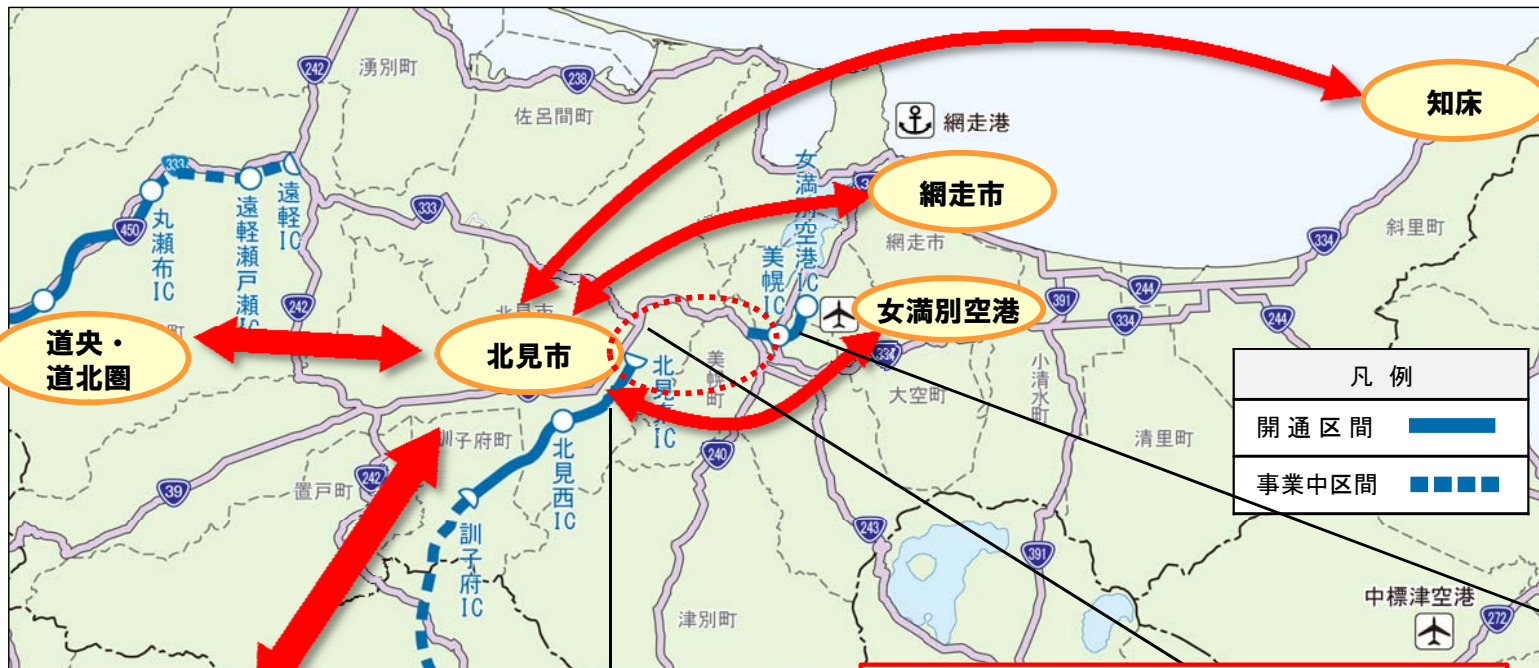 242
湧別町
238
佐呂間町
網走港
知床
333
遠軽IC
遠軽瀬戸瀬IC
丸瀬布IC
450
333
女満別空港IC
網走市
網走市
334
斜里町
美幌IC
242
244
391
334
244
道央・
道北圏
北見市
北見市
女満別空港
334
美幌町
北見東IC
大空町
小清水町
凡 例
開通区間
事業中区間
清里町
訓子府町
北見西IC
240
39
置戸町
242
訓子府IC
243
391
津別町
中標津空港
272